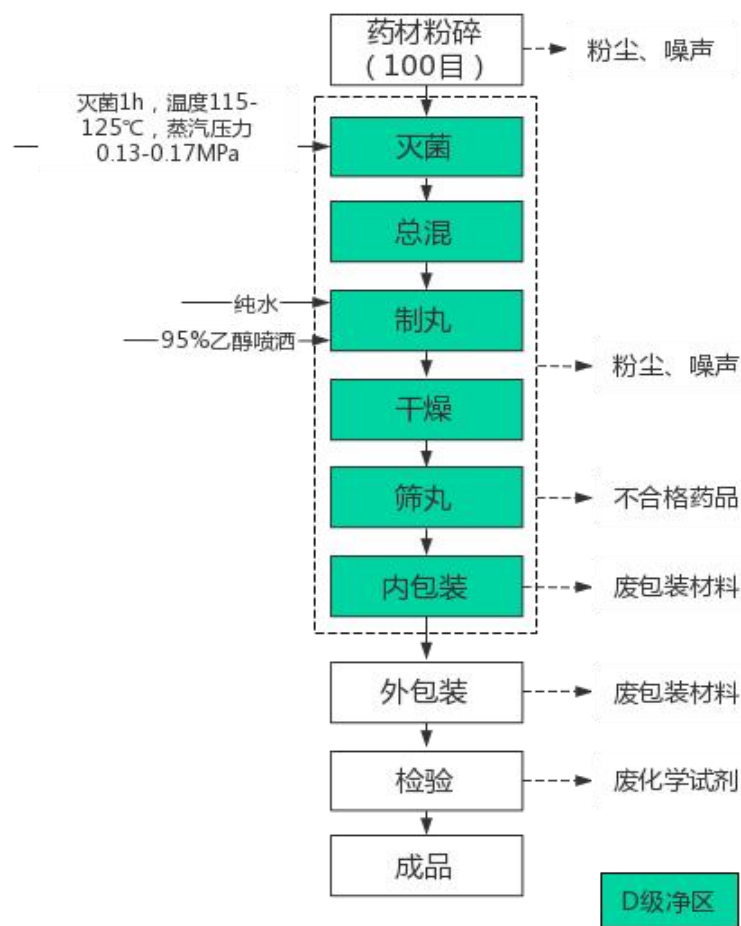 药材粉碎
（100目）
粉尘、噪声
灭菌1h，温度115-
125℃，蒸汽压力
0.13-0.17MPa
灭菌
总混
纯水
制丸
95%乙醇喷洒
粉尘、噪声
干燥
筛丸
不合格药品
内包装
废包装材料
外包装
废包装材料
检验
废化学试剂
成品
D级净区